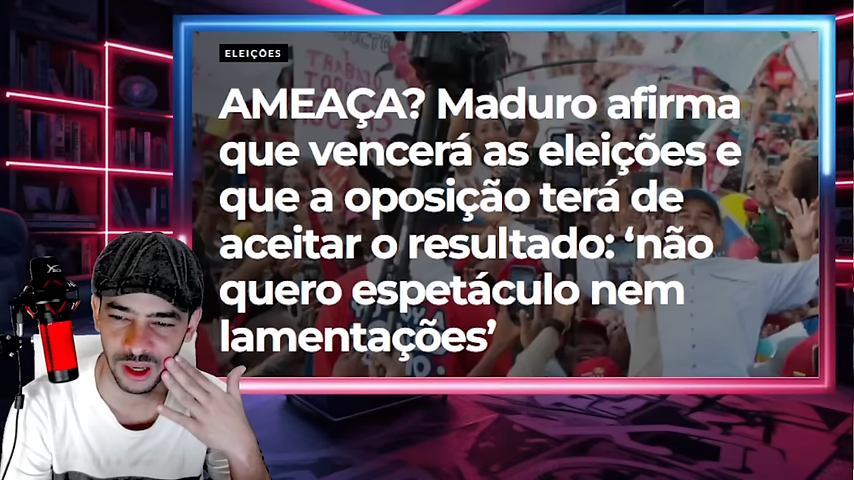 ELEIÇÕES
AMEAÇA? Maduro afirma
que vencerá as eleições e
que a oposição terá de
aceitar o resultado: ‘não
quero espetáculo nem
lamentações’